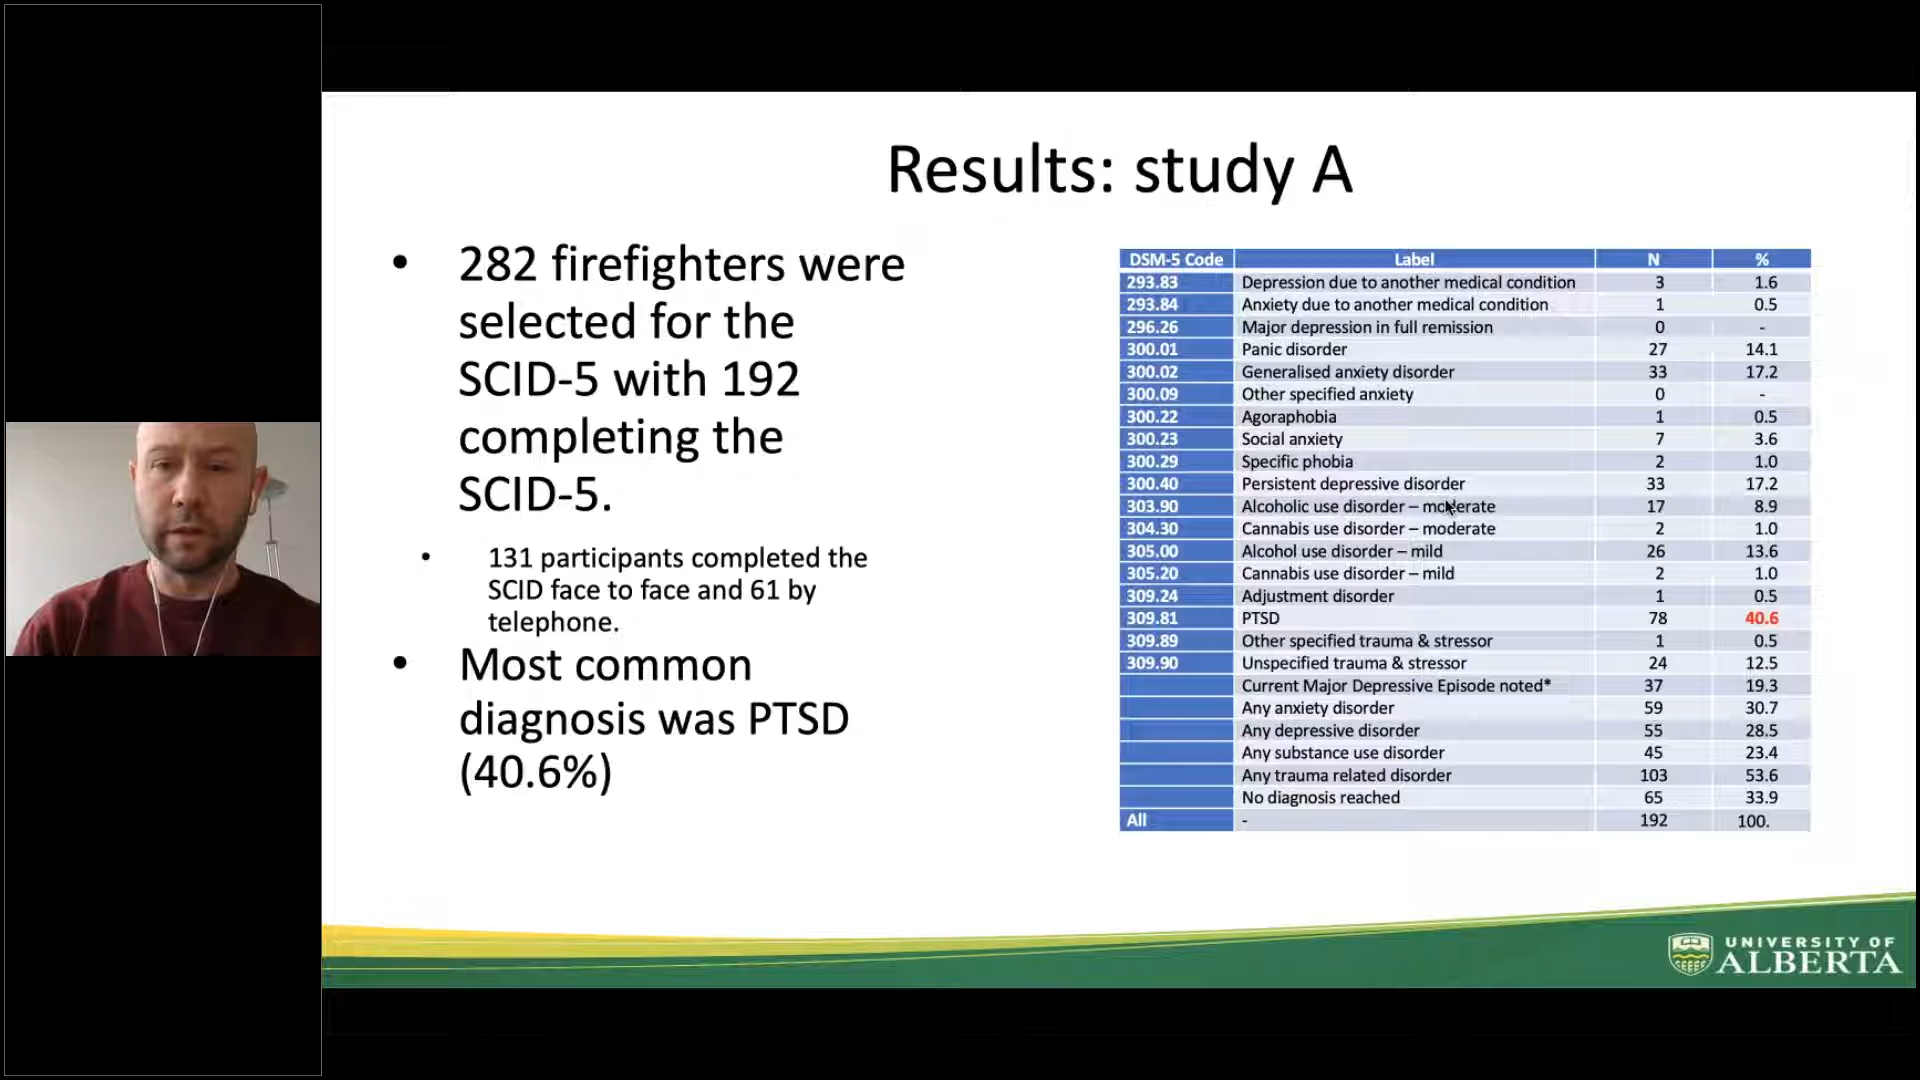 Results: study A
• 282 firefighters were
selected for the
SCID-5 with 192
completing the
SCID-5.
• 131 participants completed the
SCID face to face and 61 by
telephone.
• Most common
diagnosis was PTSD
(40.6%)
DSM-5 Code Label N %
293.83 Depression due to another medical condition 3 1.6
293.84 Anxiety due to another medical condition 1 0.5
296.26 Major depression in full remission 0 -
300.01 Panic disorder 27 14.1
300.02 Generalised anxiety disorder 33 17.2
300.09 Other specified anxiety 0 -
300.22 Agoraphobia 1 0.5
300.23 Social anxiety 7 3.6
300.29 Specific phobia 2 1.0
300.40 Persistent depressive disorder 33 17.2
303.90 Alcoholic use disorder – moderate 17 8.9
304.30 Cannabis use disorder – moderate 2 1.0
305.00 Alcohol use disorder – mild 26 13.6
305.20 Cannabis use disorder – mild 2 1.0
309.24 Adjustment disorder 1 0.5
309.81 PTSD 78 40.6
309.89 Other specified trauma & stressor 1 0.5
309.90 Unspecified trauma & stressor 24 12.5
Current Major Depressive Episode noted* 37 19.3
Any anxiety disorder 59 30.7
Any depressive disorder 55 28.5
Any substance use disorder 45 23.4
Any trauma related disorder 103 53.6
No diagnosis reached 65 33.9
All - 192 100.
UNIVERSITY OF
ALBERTA